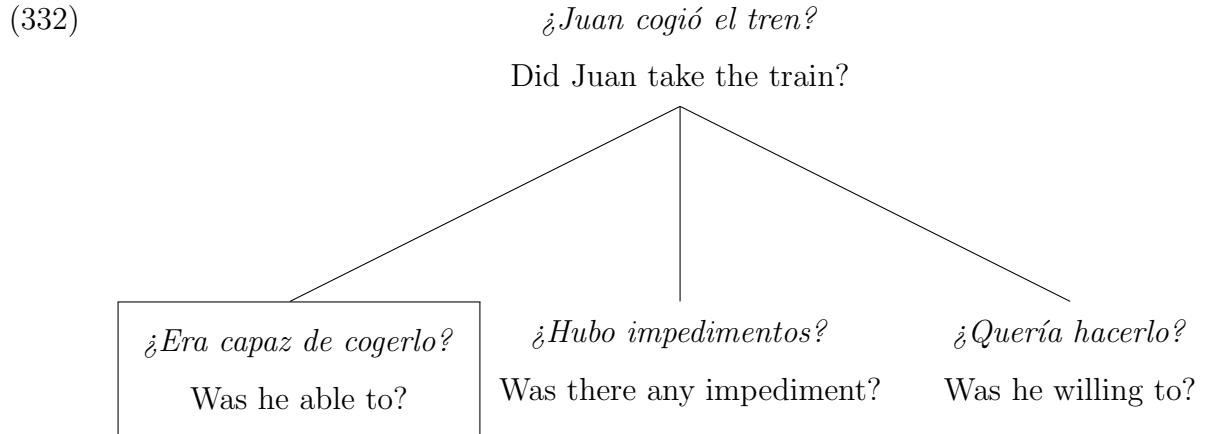 (332)
¿Juan cogió el tren?
Did Juan take the train?
¿Era capaz de cogerlo?
Was he able to?
¿Hubo impedimentos?
Was there any impediment?
¿Quería hacerlo?
Was he willing to?